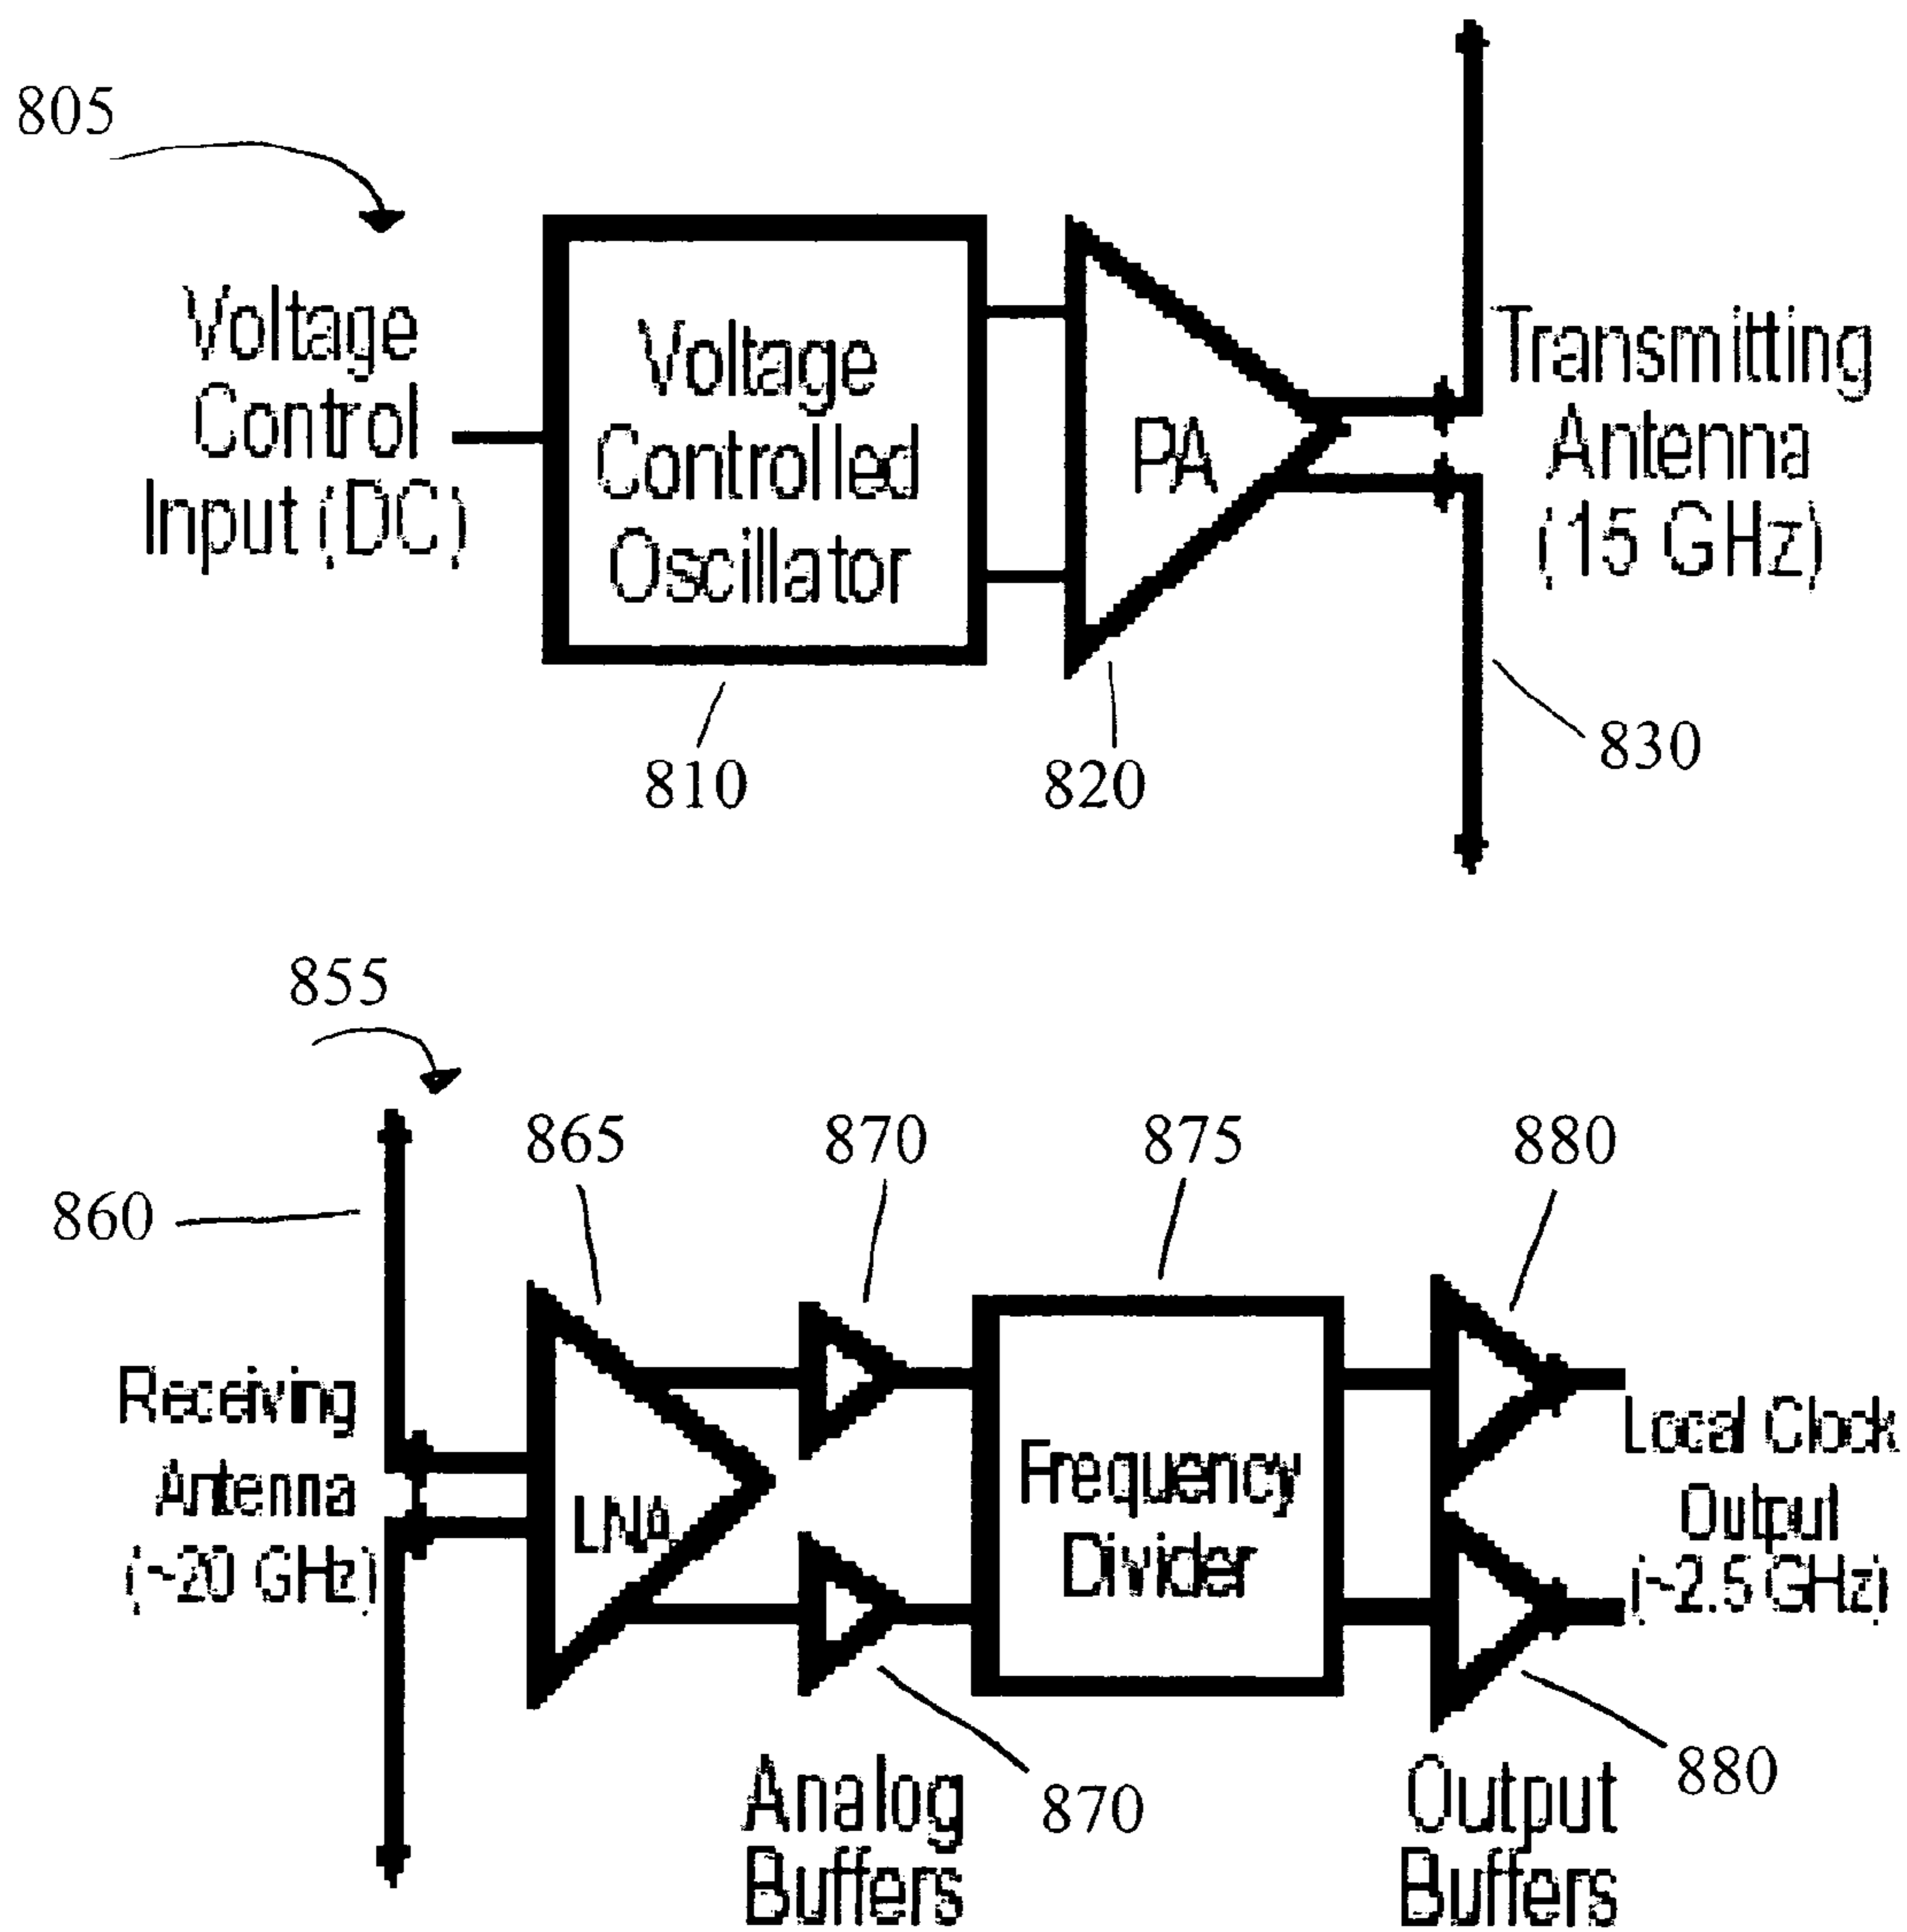 805
Voltage
Control
Input (DC)
Voltage
Controlled
Oscillator
PA
Transmitting
Antenna
(15 GHz)
810
820
830
855
860
865
870
875
880
Receiving
Antenna
(~20 GHz)
LNA
Frequency
Divider
Local Clock
Output
(~2.5 GHz)
Analog
Buffers
870
Output
Buffers
880